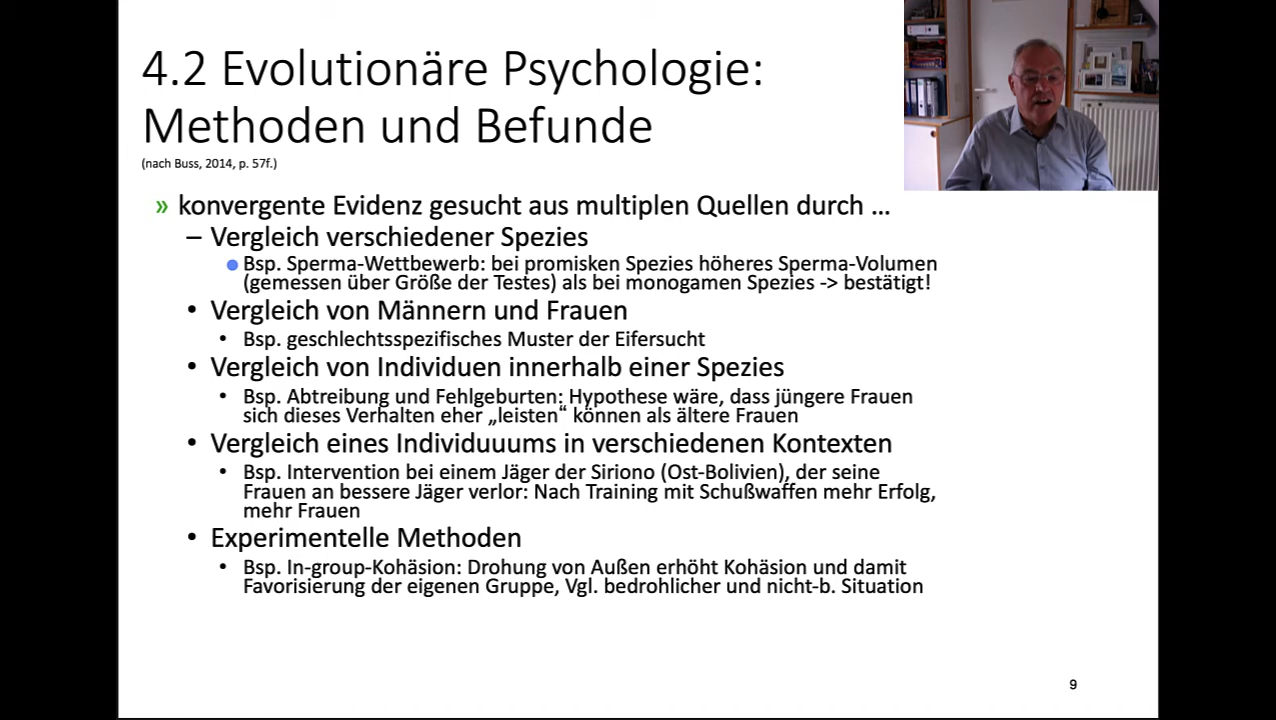 4.2 Evolutionäre Psychologie:
Methoden und Befunde
(nach Buss, 2014, p. 57f.)
» konvergente Evidenz gesucht aus multiplen Quellen durch …
– Vergleich verschiedener Spezies
● Bsp. Sperma-Wettbewerb: bei promisken Spezies höheres Sperma-Volumen
(gemessen über Größe der Testes) als bei monogamen Spezies -> bestätigt!
• Vergleich von Männern und Frauen
• Bsp. geschlechtsspezifisches Muster der Eifersucht
• Vergleich von Individuen innerhalb einer Spezies
• Bsp. Abtreibung und Fehlgeburten: Hypothese wäre, dass jüngere Frauen
sich dieses Verhalten eher „leisten“ können als ältere Frauen
• Vergleich eines Individuuums in verschiedenen Kontexten
• Bsp. Intervention bei einem Jäger der Siriono (Ost-Bolivien), der seine
Frauen an bessere Jäger verlor: Nach Training mit Schußwaffen mehr Erfolg,
mehr Frauen
• Experimentelle Methoden
• Bsp. In-group-Kohäsion: Drohung von Außen erhöht Kohäsion und damit
Favorisierung der eigenen Gruppe, Vgl. bedrohlicher und nicht-b. Situation
9